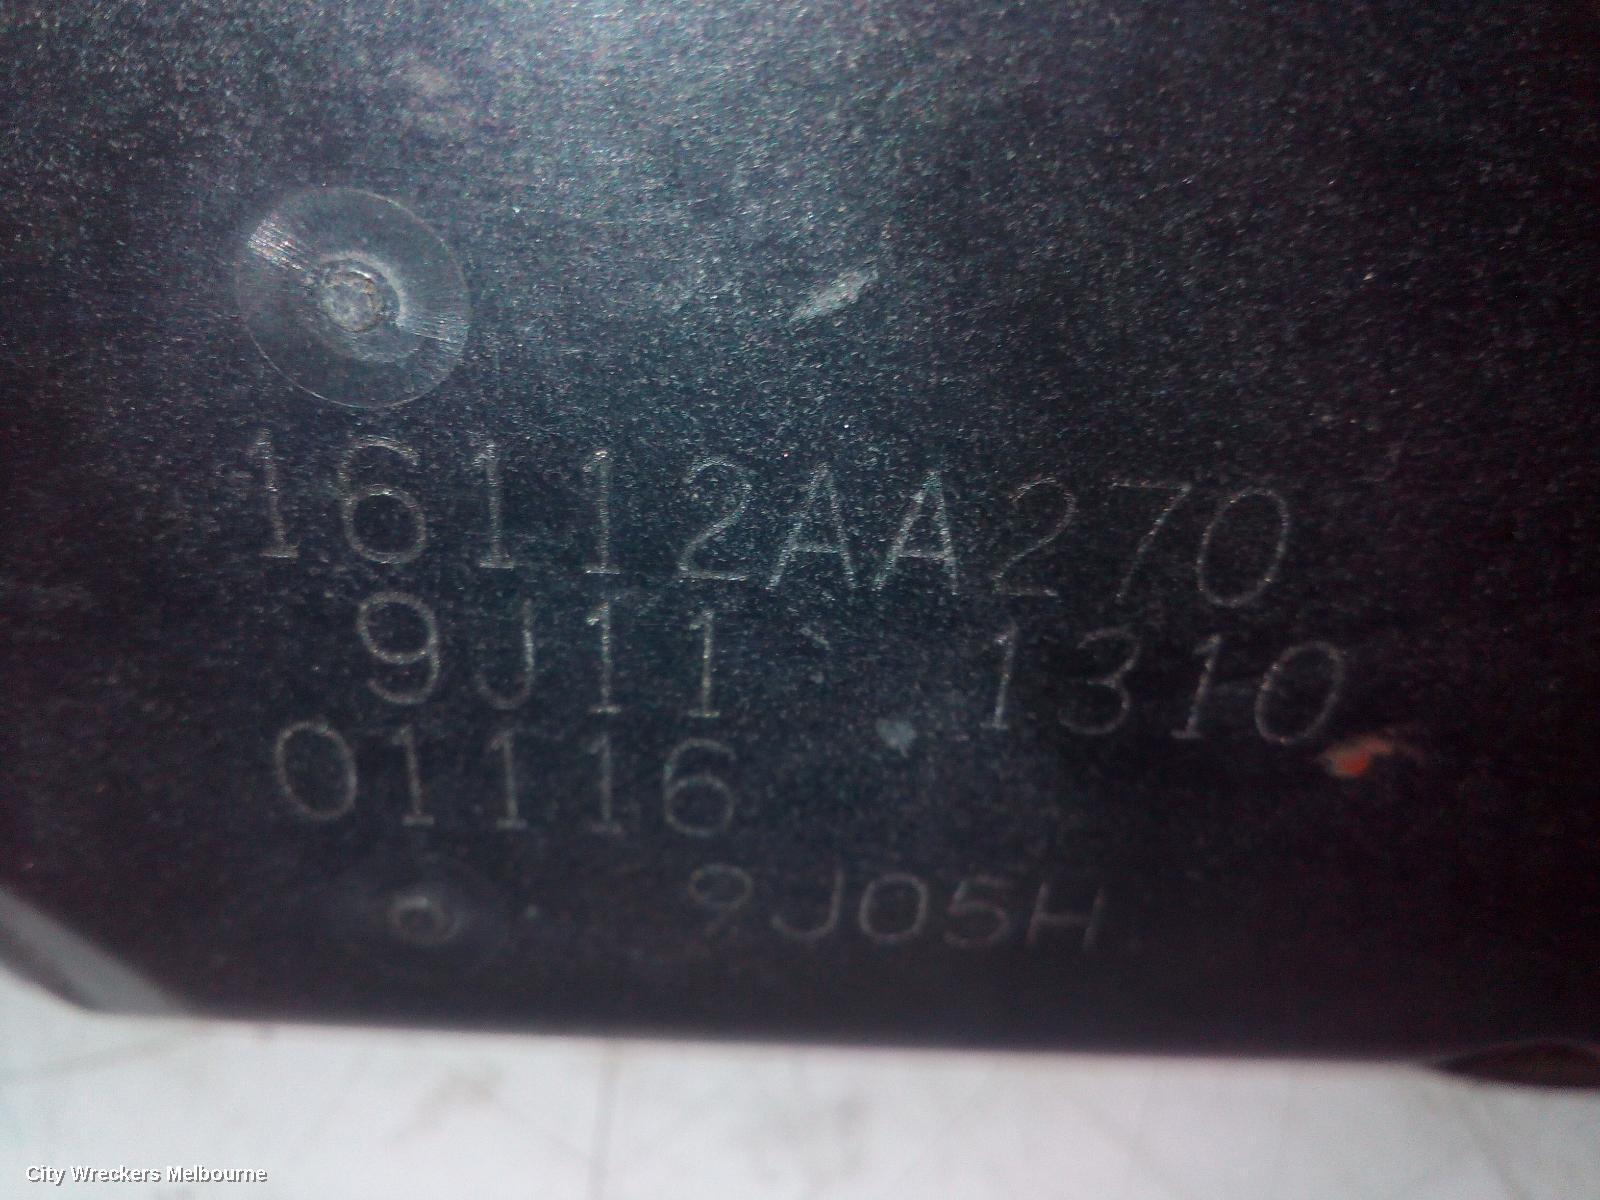 16112AA270
9J11 1310
01116
9J05H
City Wreckers Melbourne